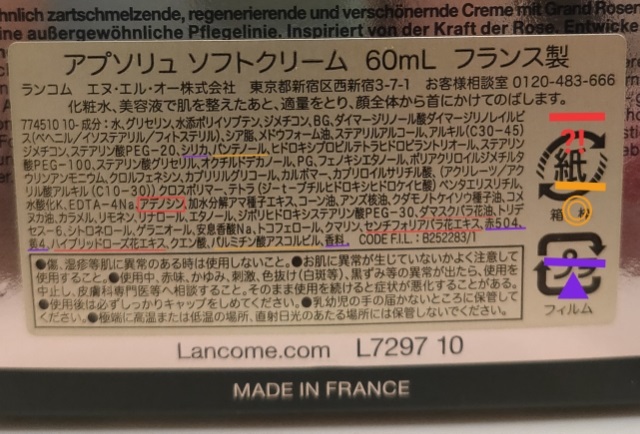 hnlich zartschmelzende, regenerierende und verschönernde Creme mit Grand Rosen
ine außergewöhnliche Pflegelinie. Inspiriert von der Kraft der Rose. Entwicke
アプソリュ ソフトクリーム 60mL フランス製
ランコム エヌ・エル・オー株式会社 東京都新宿区西新宿3-7-1 お客様相談室 0120-483-666
化粧水、美容液で肌を整えたあと、適量をとり、顔全体から首にかけてのばします。
774510 10- 成分:水、グリセリン、水添ポリイソブテン、ジメチコン、BG、ダイマージリノール酸ダイマージリノレイルビ
ス(ベヘニル/イソステアリル/フィトステリル)、シア脂、メドウフォーム油、ステアリルアルコール、アルキル(C30-45)
ジメチコン、ステアリン酸PEG-20、シリカ、パンテノール、ヒドロキシプロピルテトラヒドロピラントリオール、ステアリン
酸PEG-100、ステアリン酸グリセリル、オクチルドデカノール、PG、フェノキシエタノール、ポリアクリロイルジメチルタ
ウリンアンモニウム、クロルフェネシン、カプリリルグリコール、カルボマー、カプリロイルサリチル酸、(アクリレーツ/アク
リル酸アルキル(C10-30))クロスポリマー、テトラ(ジ-t-ブチルヒドロキシヒドロケイヒ酸)ペンタエリスリチル、
水酸化K、EDTA-4Na、アデノシン、加水分解アマ種子エキス、コーン油、アンズ核油、クダモノトケイソウ種子油、コメ
ヌカ油、カラメル、リモネン、リナロール、エタノール、ジポリヒドロキシステアリン酸PEG-30、ダマスクバラ花油、トリデ
セス-6、シトロネロール、ゲラニオール、安息香酸Na、トコフェロール、クマリン、センチフォリアバラ花エキス、赤504、
黄4、ハイブリッドローズ花エキス、クエン酸、パルミチン酸アスコルビル、香料 CODE F.I.L.: B252283/1
●傷、湿疹等肌に異常のある時は使用しないこと。●お肌に異常が生じていないかよく注意して
使用すること。●使用中、赤味、かゆみ、刺激、色抜け(白斑等)、黒ずみ等の異常が出たら、使用を
中止し、皮膚科専門医等へ相談すること。そのまま使用を続けると症状が悪化することがある。
●使用後は必ずしっかりキャップをしめてください。●乳幼児の手の届かないところに保管して
ください。●極端に高温または低温の場所、直射日光のあたる場所には保管しないでください。
?!
紙
箱
フィルム
Lancome.com L7297 10
MADE IN FRANCE